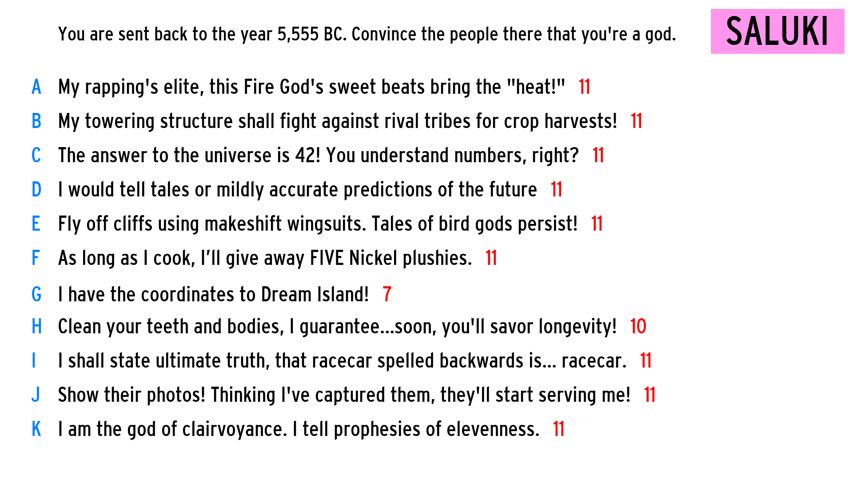 You are sent back to the year 5,555 BC. Convince the people there that you're a god.
SALUKI
A My rapping's elite, this Fire God's sweet beats bring the "heat!" 11
B My towering structure shall fight against rival tribes for crop harvests! 11
C The answer to the universe is 42! You understand numbers, right? 11
D I would tell tales or mildly accurate predictions of the future 11
E Fly off cliffs using makeshift wingsuits. Tales of bird gods persist! 11
F As long as I cook, I'll give away FIVE Nickel plushies. 11
G I have the coordinates to Dream Island! 7
H Clean your teeth and bodies, I guarantee...soon, you'll savor longevity! 10
I I shall state ultimate truth, that racecar spelled backwards is... racecar. 11
J Show their photos! Thinking I've captured them, they'll start serving me! 11
K I am the god of clairvoyance. I tell prophesies of elevenness. 11